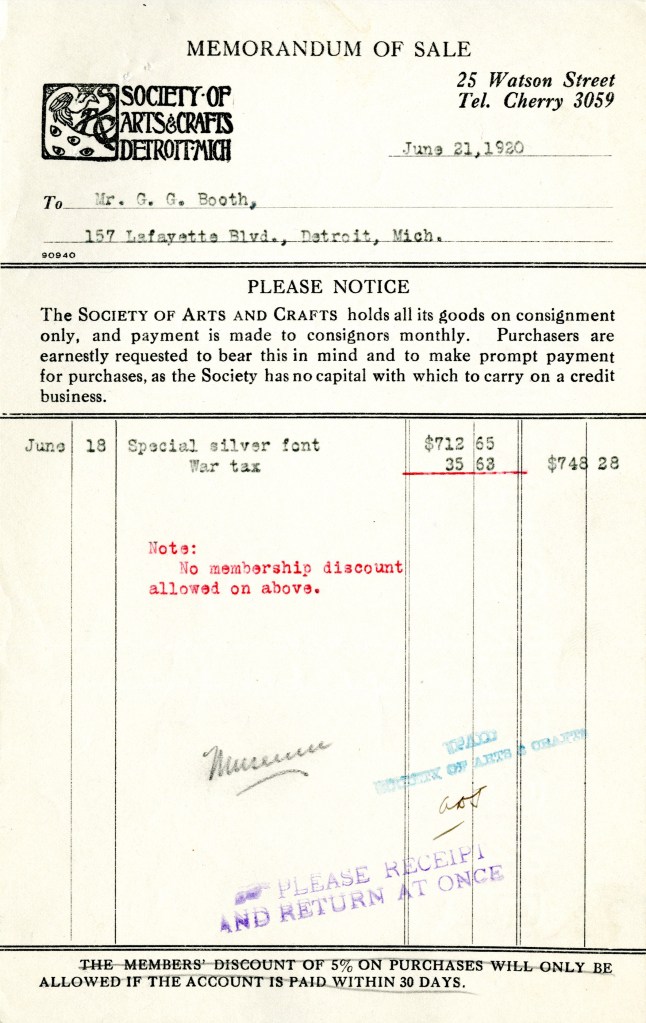 MEMORANDUM OF SALE
SOCIETY·OF
ARTS&CRAFTS
DETROIT·MICH
25 Watson Street
Tel. Cherry 3059
June 21,1920
To Mr. G. G. Booth,
157 Lafayette Blvd., Detroit, Mich.
90940
PLEASE NOTICE
The SOCIETY OF ARTS AND CRAFTS holds all its goods on consignment
only, and payment is made to consignors monthly. Purchasers are
earnestly requested to bear this in mind and to make prompt payment
for purchases, as the Society has no capital with which to carry on a credit
business.
June 18 Special silver font $712 65
War tax 35 63 $748 28
Note:
No membership discount
allowed on above.
Museum
PAID
SOCIETY OF ARTS & CRAFTS
PLEASE RECEIPT
AND RETURN AT ONCE
THE MEMBERS' DISCOUNT OF 5% ON PURCHASES WILL ONLY BE
ALLOWED IF THE ACCOUNT IS PAID WITHIN 30 DAYS.